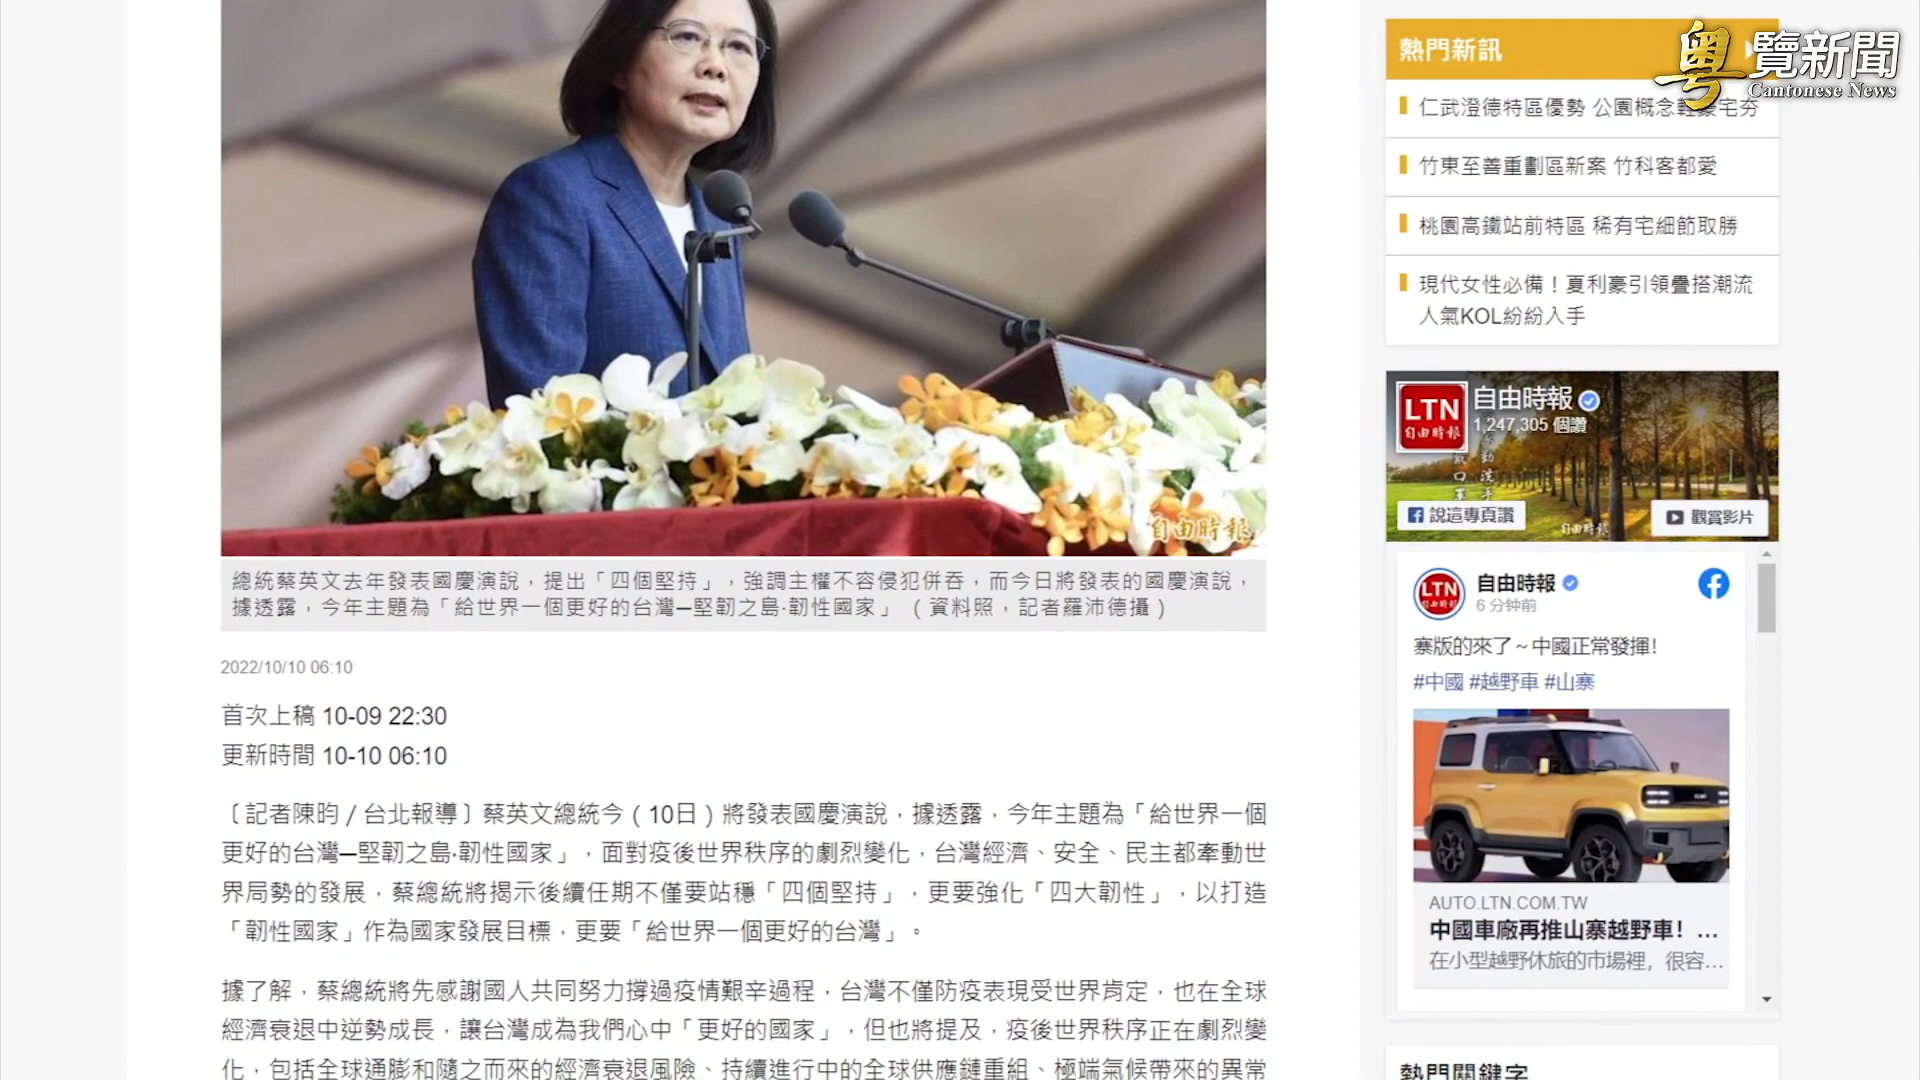 熱門新訊
粵覽新聞
Cantonese News
仁武澄德特區優勢 公園概念輕豪宅夯
竹東至善重劃區新案 竹科客都愛
桃園高鐵站前特區 稀有宅細節取勝
現代女性必備！夏利豪引領疊搭潮流
人氣KOL紛紛入手
自由時報
總統蔡英文去年發表國慶演說，提出「四個堅持」，強調主權不容侵犯併吞，而今日將發表的國慶演說，
據透露，今年主題為「給世界一個更好的台灣—堅韌之島·韌性國家」（資料照，記者羅沛德攝）
2022/10/10 06:10
首次上稿 10-09 22:30
更新時間 10-10 06:10
〔記者陳昀／台北報導〕蔡英文總統今（10日）將發表國慶演說，據透露，今年主題為「給世界一個
更好的台灣—堅韌之島·韌性國家」，面對疫後世界秩序的劇烈變化，台灣經濟、安全、民主都牽動世
界局勢的發展，蔡總統將揭示後續任期不僅要站穩「四個堅持」，更要強化「四大韌性」，以打造
「韌性國家」作為國家發展目標，更要「給世界一個更好的台灣」。
據了解，蔡總統將先感謝國人共同努力撐過疫情艱辛過程，台灣不僅防疫表現受世界肯定，也在全球
經濟衰退中逆勢成長，讓台灣成為我們心中「更好的國家」，但也將提及，疫後世界秩序正在劇烈變
化，包括全球通膨和隨之而來的經濟衰退風險、持續進行中的全球供應鏈重組、極端氣候帶來的異常
LTN
自由時報
自由時報
1,247,305 個讚
勤洗手
戴口罩
說這專頁讚
自由時報
觀賞影片
LTN
自由時報
6 分钟前
寨版的來了～中國正常發揮！
#中國 #越野車 #山寨
AUTO.LTN.COM.TW
中國車廠再推山寨越野車！...
在小型越野休旅的市場裡，很容...
熱門關鍵字